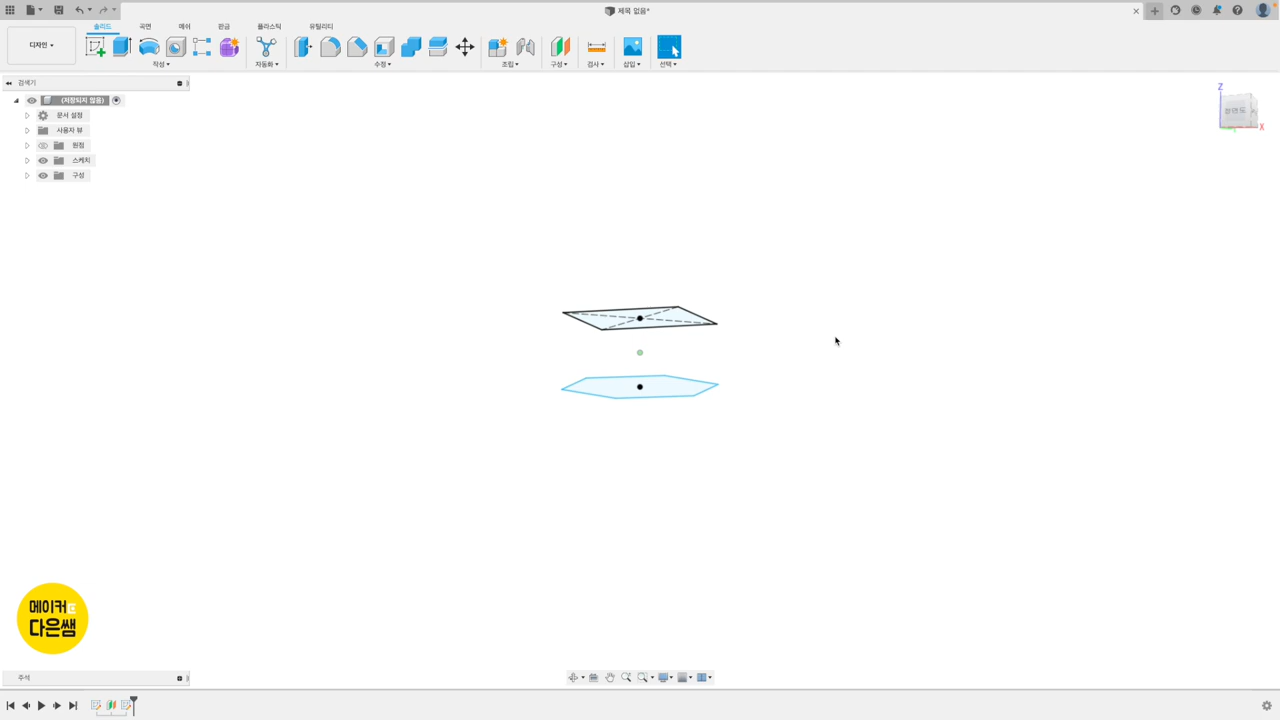 제목 없음*
디자인
솔리드
곡면
메쉬
판금
플라스틱
유틸리티
작성
자동화
수정
조립
구성
검사
삽입
선택
검색기
(저장되지 않음)
문서 설정
사용자 뷰
원점
스케치
구성
Z
X
메이커 다은쌤
주석